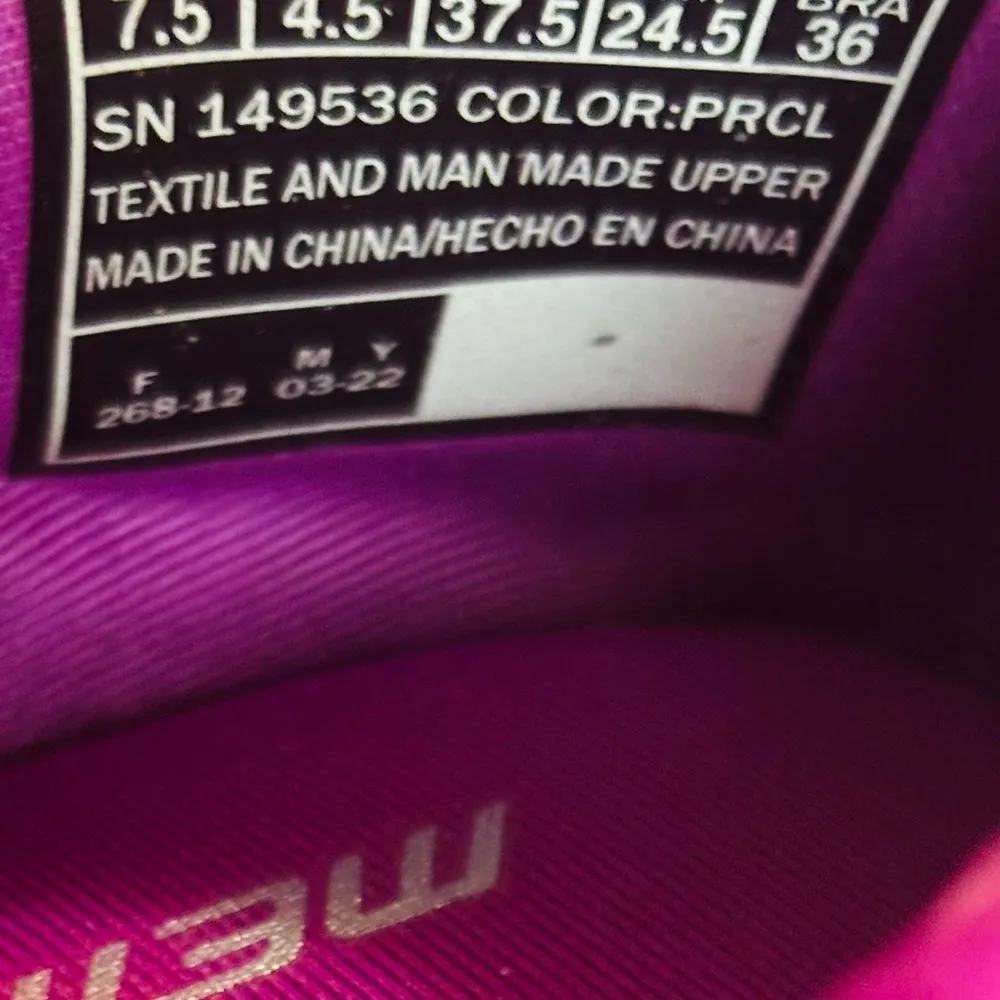 BRA
7.5 4.5 37.5 24.5 36
SN 149536 COLOR:PRCL
TEXTILE AND MAN MADE UPPER
MADE IN CHINA/HECHO EN CHINA
F M Y
268-12 03-22